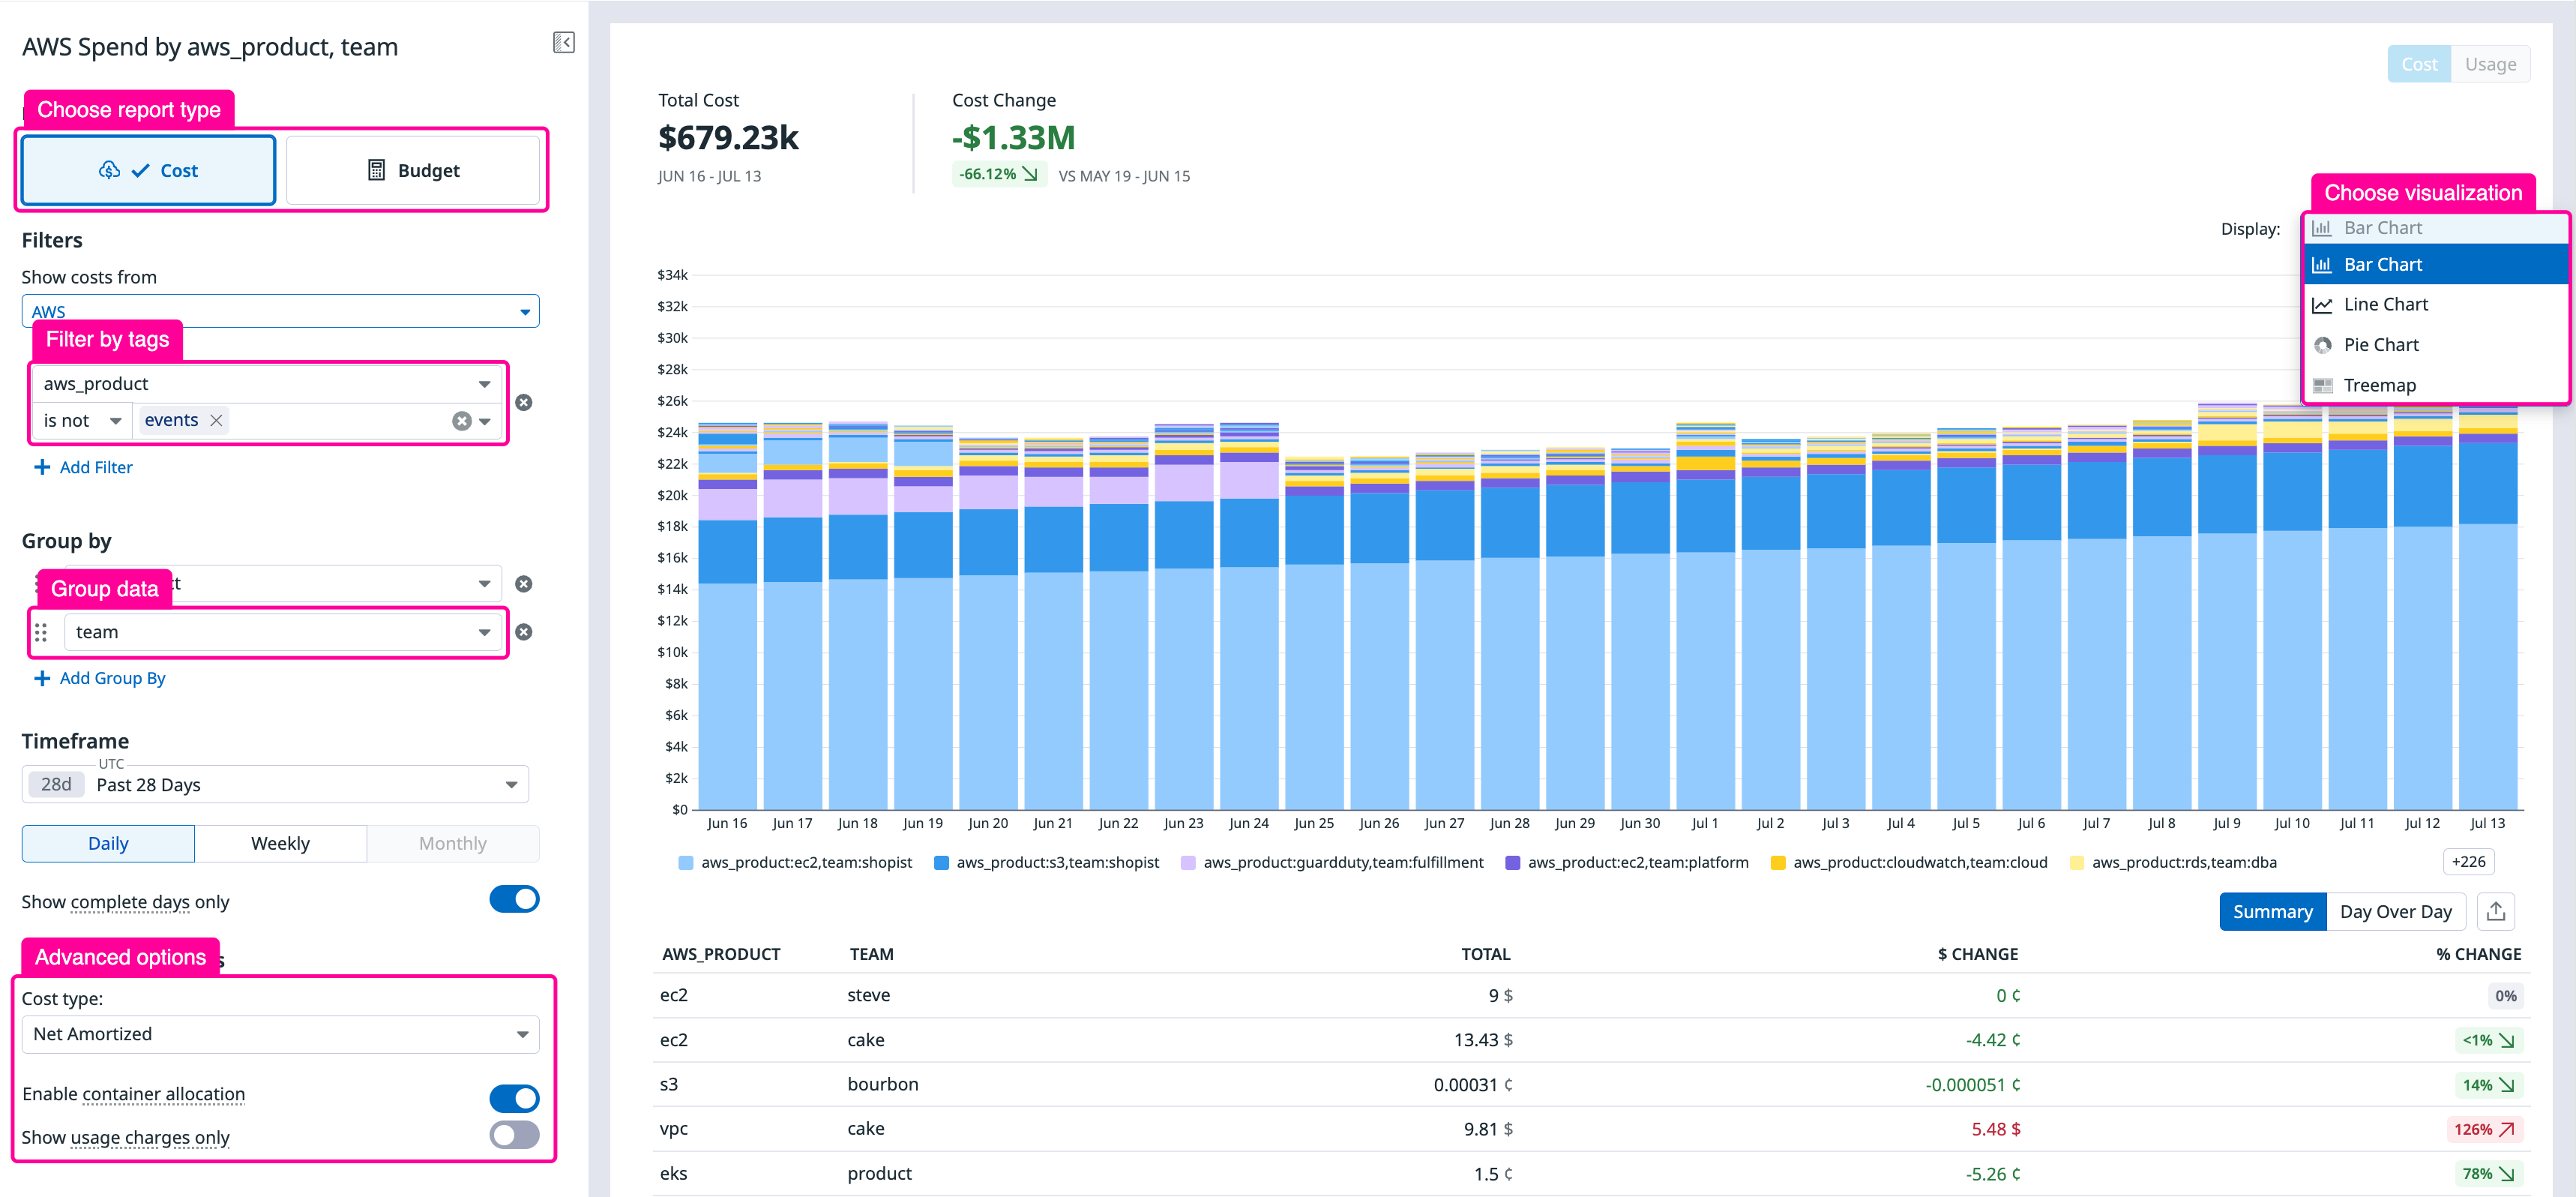 AWS Spend by aws_product, team
Choose report type
Cost
Budget
Filters
Show costs from
AWS
Filter by tags
aws_product
is not
events
Add Filter
Group by
Group data
team
Add Group By
Timeframe
UTC
28d Past 28 Days
Daily Weekly Monthly
Show complete days only
Advanced options
Cost type:
Net Amortized
Enable container allocation
Show usage charges only
Cost Usage
Total Cost
$679.23k
JUN 16 - JUL 13
Cost Change
-$1.33M
-66.12% VS MAY 19 - JUN 15
Choose visualization
Display:
Bar Chart
Bar Chart
Line Chart
Pie Chart
Treemap
$34k
$32k
$30k
$28k
$26k
$24k
$22k
$20k
$18k
$16k
$14k
$12k
$10k
$8k
$6k
$4k
$2k
$0
Jun 16 Jun 17 Jun 18 Jun 19 Jun 20 Jun 21 Jun 22 Jun 23 Jun 24 Jun 25 Jun 26 Jun 27 Jun 28 Jun 29 Jun 30 Jul 1 Jul 2 Jul 3 Jul 4 Jul 5 Jul 6 Jul 7 Jul 8 Jul 9 Jul 10 Jul 11 Jul 12 Jul 13
aws_product:ec2,team:shopist aws_product:s3,team:shopist aws_product:guardduty,team:fulfillment aws_product:ec2,team:platform aws_product:cloudwatch,team:cloud aws_product:rds,team:dba +226
Summary Day Over Day
AWS_PRODUCT TEAM TOTAL $ CHANGE % CHANGE
ec2 steve 9 $ 0 ¢ 0%
ec2 cake 13.43 $ -4.42 ¢ <1%
s3 bourbon 0.00031 ¢ -0.000051 ¢ 14%
vpc cake 9.81 $ 5.48 $ 126%
eks product 1.5 ¢ -5.26 ¢ 78%